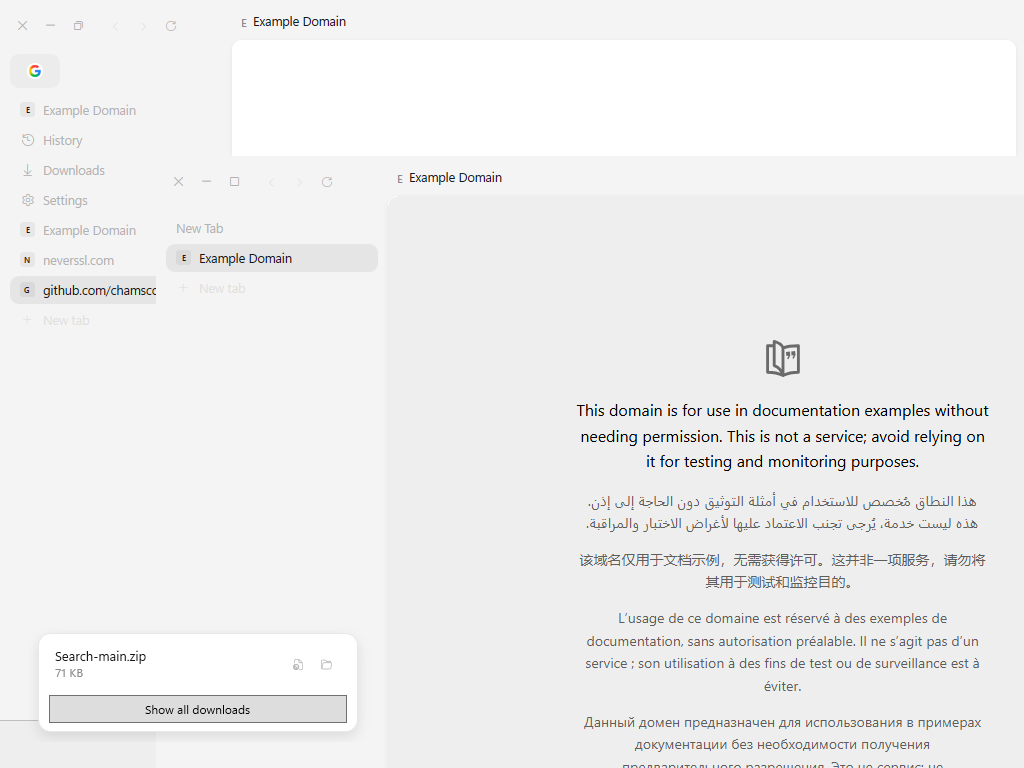 E Example Domain
E Example Domain
History
Downloads
Settings
E Example Domain
N neverssl.com
G github.com/chamsco
New tab
E Example Domain
New Tab
E Example Domain
New tab
This domain is for use in documentation examples without
needing permission. This is not a service; avoid relying on
it for testing and monitoring purposes.
هذا النطاق مُخصص للاستخدام في أمثلة التوثيق دون الحاجة إلى إذن.
هذه ليست خدمة، يُرجى تجنب الاعتماد عليها لأغراض الاختبار والمراقبة.
该域名仅用于文档示例，无需获得许可。这并非一项服务，请勿将
其用于测试和监控目的。
L’usage de ce domaine est réservé à des exemples de
documentation, sans autorisation préalable. Il ne s’agit pas d’un
service ; son utilisation à des fins de test ou de surveillance est à
éviter.
Данный домен предназначен для использования в примерах
документации без необходимости получения
предварительного разрешения. Это не сервис; не
Search-main.zip
71 KB
Show all downloads